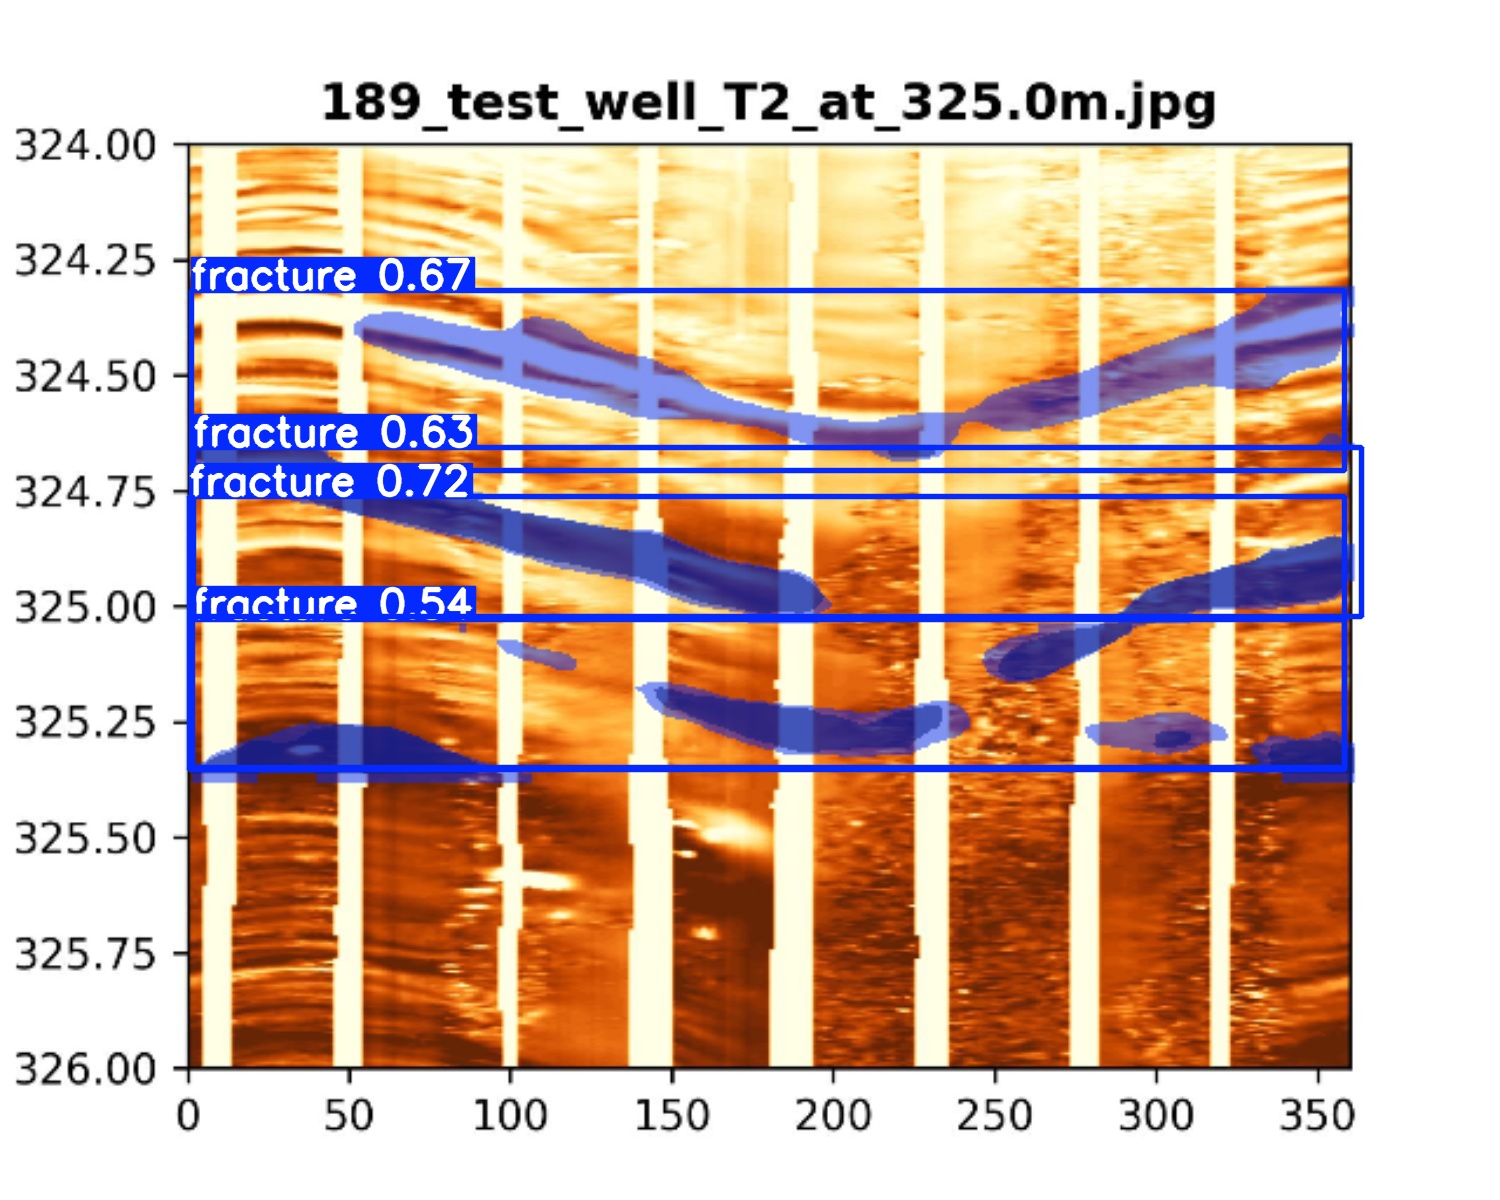 189_test_well_T2_at_325.0m.jpg
324.00
324.25
fracture 0.67
324.50
fracture 0.63
fracture 0.72
324.75
fracture 0.54
325.00
325.25
325.50
325.75
326.00
0 50 100 150 200 250 300 350